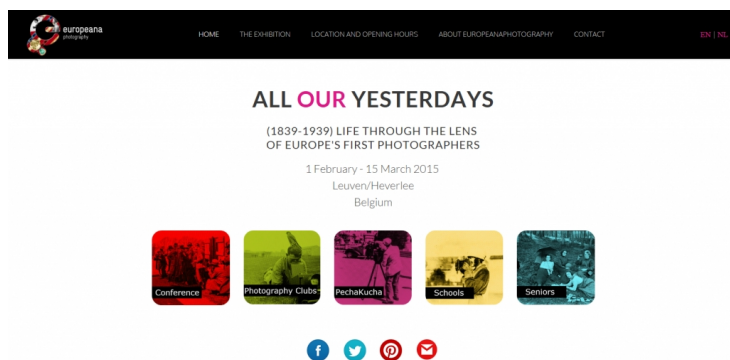 europeana
photography
HOME THE EXHIBITION LOCATION AND OPENING HOURS ABOUT EUROPEANAPHOTOGRAPHY CONTACT EN | NL
ALL OUR YESTERDAYS
(1839-1939) LIFE THROUGH THE LENS
OF EUROPE'S FIRST PHOTOGRAPHERS
1 February - 15 March 2015
Leuven/Heverlee
Belgium
Conference Photography Clubs PechaKucha Schools Seniors
f